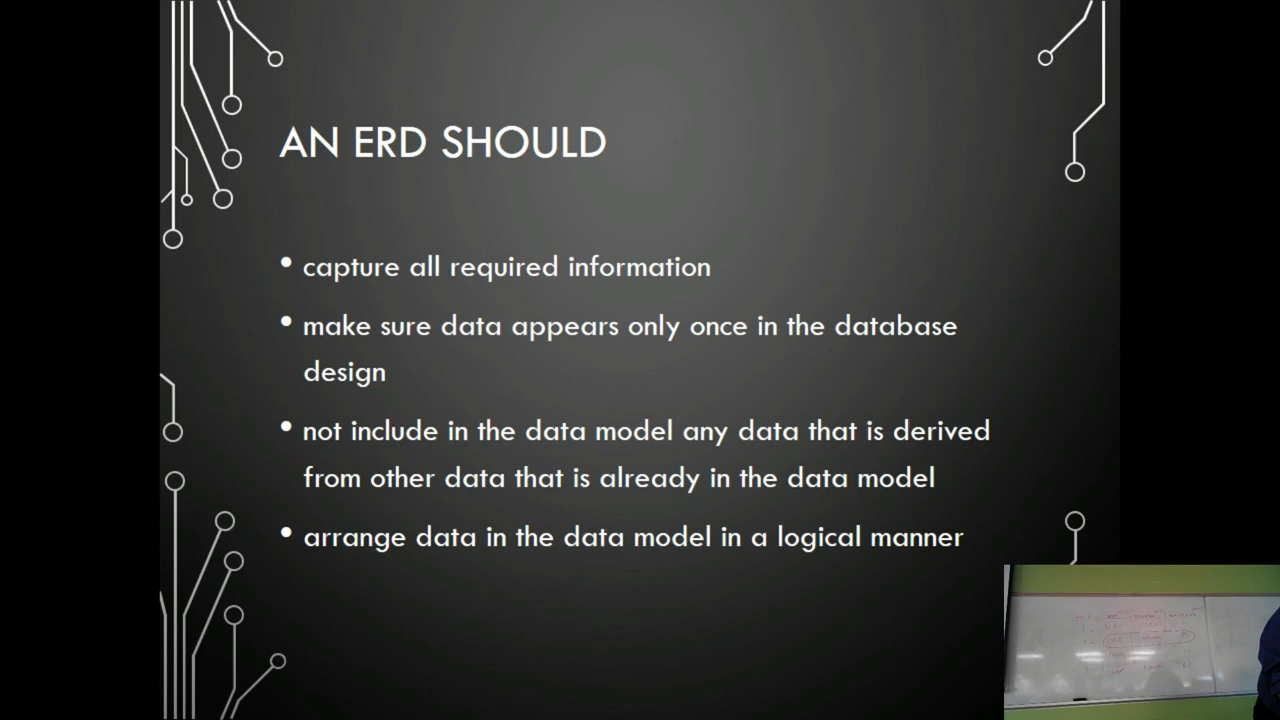 AN ERD SHOULD
• capture all required information
• make sure data appears only once in the database
design
• not include in the data model any data that is derived
from other data that is already in the data model
• arrange data in the data model in a logical manner